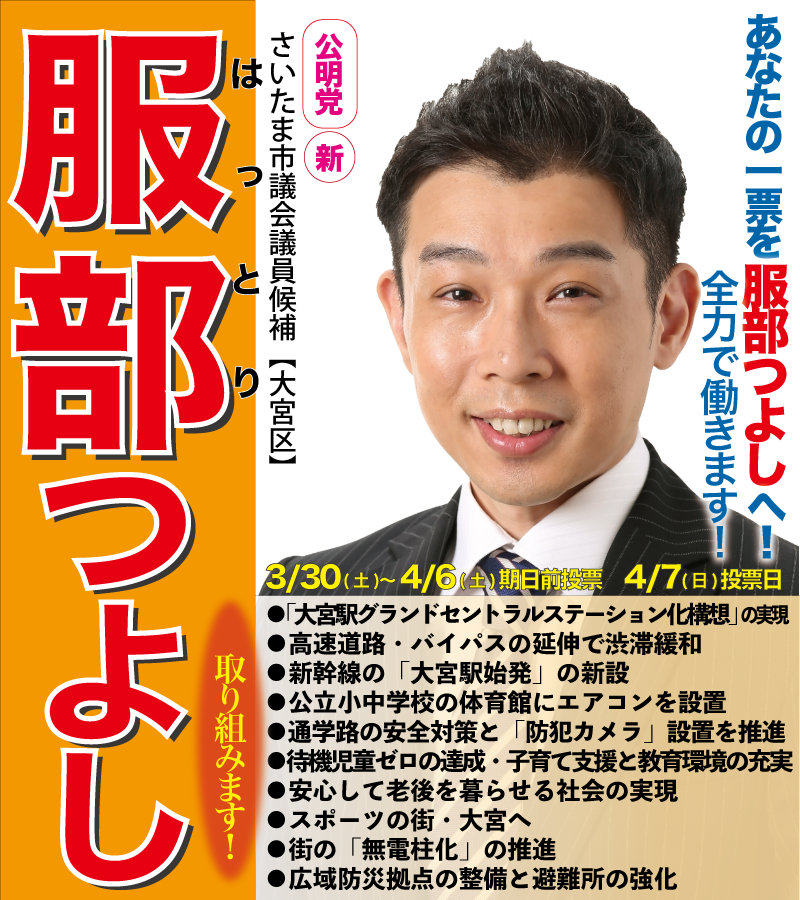 あなたの一票を服部つよしへ！
全力で働きます！
公明党 新
さいたま市議会議員候補【大宮区】
はっとり
服部つよし
3/30(土)～4/6(土)期日前投票 4/7(日)投票日
取り組みます！
●「大宮駅グランドセントラルステーション化構想」の実現
●高速道路・バイパスの延伸で渋滞緩和
●新幹線の「大宮駅始発」の新設
●公立小中学校の体育館にエアコンを設置
●通学路の安全対策と「防犯カメラ」設置を推進
●待機児童ゼロの達成・子育て支援と教育環境の充実
●安心して老後を暮らせる社会の実現
●スポーツの街・大宮へ
●街の「無電柱化」の推進
●広域防災拠点の整備と避難所の強化